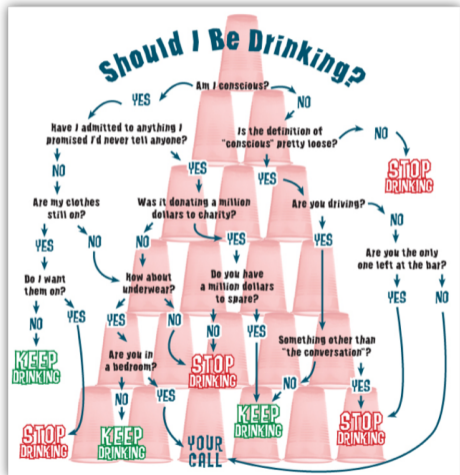 Should I Be Drinking?
Am I conscious?
YES
NO
Have I admitted to anything I
promised I'd never tell anyone?
Is the definition of
"conscious" pretty loose?
NO
STOP
DRINKING
NO
YES
YES
Are my clothes
still on?
Was it donating a million
dollars to charity?
Are you driving?
NO
YES
NO
NO
YES
YES
Are you the only
one left at the bar?
Do I want
them on?
How about
underwear?
Do you have
a million dollars
to spare?
YES
NO
NO
YES
YES
NO
NO
YES
Something other than
"the conversation"?
KEEP
DRINKING
Are you in
a bedroom?
STOP
DRINKING
NO
YES
NO
YES
STOP
DRINKING
KEEP
DRINKING
YOUR
CALL
KEEP
DRINKING
STOP
DRINKING